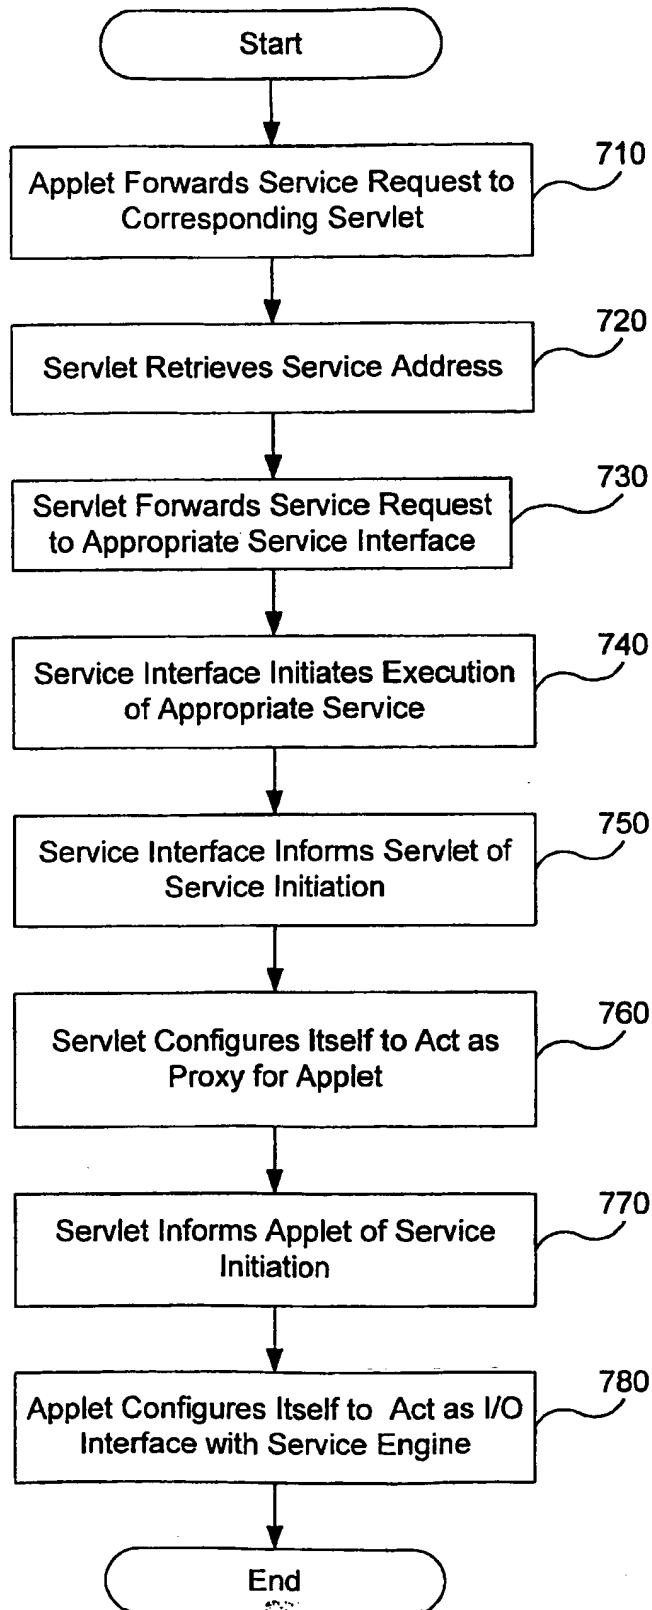 Start
710
Applet Forwards Service Request to
Corresponding Servlet
720
Servlet Retrieves Service Address
730
Servlet Forwards Service Request
to Appropriate Service Interface
740
Service Interface Initiates Execution
of Appropriate Service
750
Service Interface Informs Servlet of
Service Initiation
760
Servlet Configures Itself to Act as
Proxy for Applet
770
Servlet Informs Applet of Service
Initiation
780
Applet Configures Itself to Act as I/O
Interface with Service Engine
End